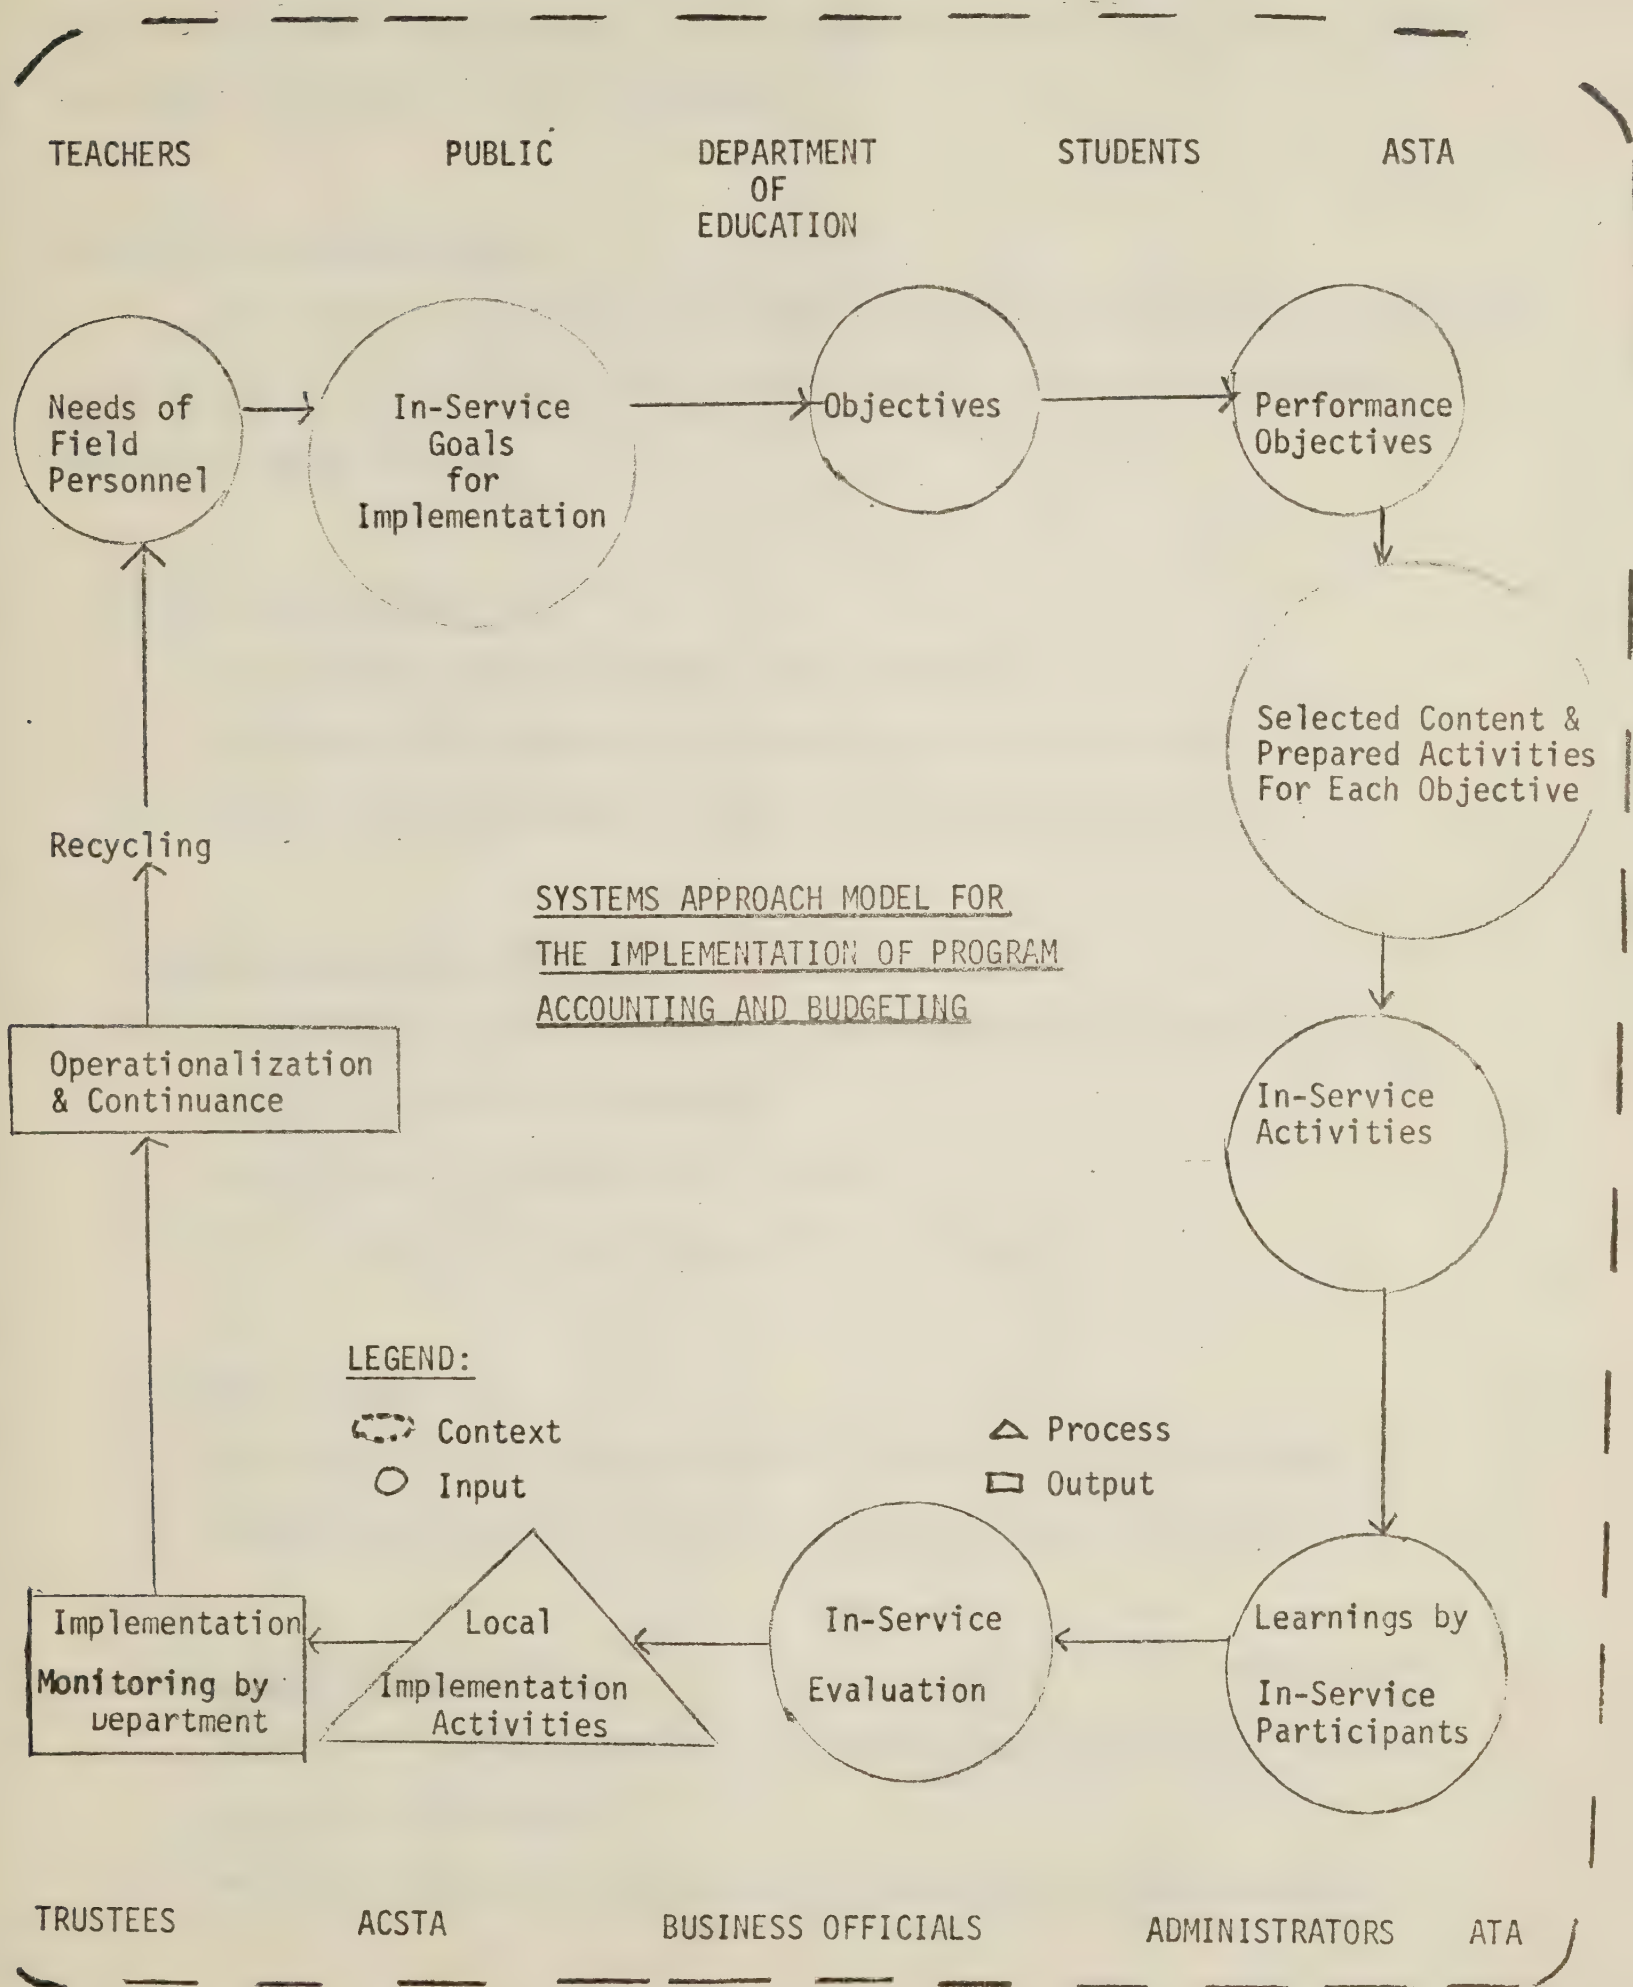 TEACHERS
PUBLIC
DEPARTMENT
OF
EDUCATION
STUDENTS
ASTA
Needs of
Field
Personnel
In-Service
Goals
for
Implementation
Objectives
Performance
Objectives
Selected Content &
Prepared Activities
For Each Objective
Recycling
SYSTEMS APPROACH MODEL FOR
THE IMPLEMENTATION OF PROGRAM
ACCOUNTING AND BUDGETING
Operationalization
& Continuance
In-Service
Activities
LEGEND:
Context
Input
Process
Output
Implementation
Monitoring by
Department
Local
Implementation
Activities
In-Service
Evaluation
Learnings by
In-Service
Participants
TRUSTEES
ACSTA
BUSINESS OFFICIALS
ADMINISTRATORS
ATA